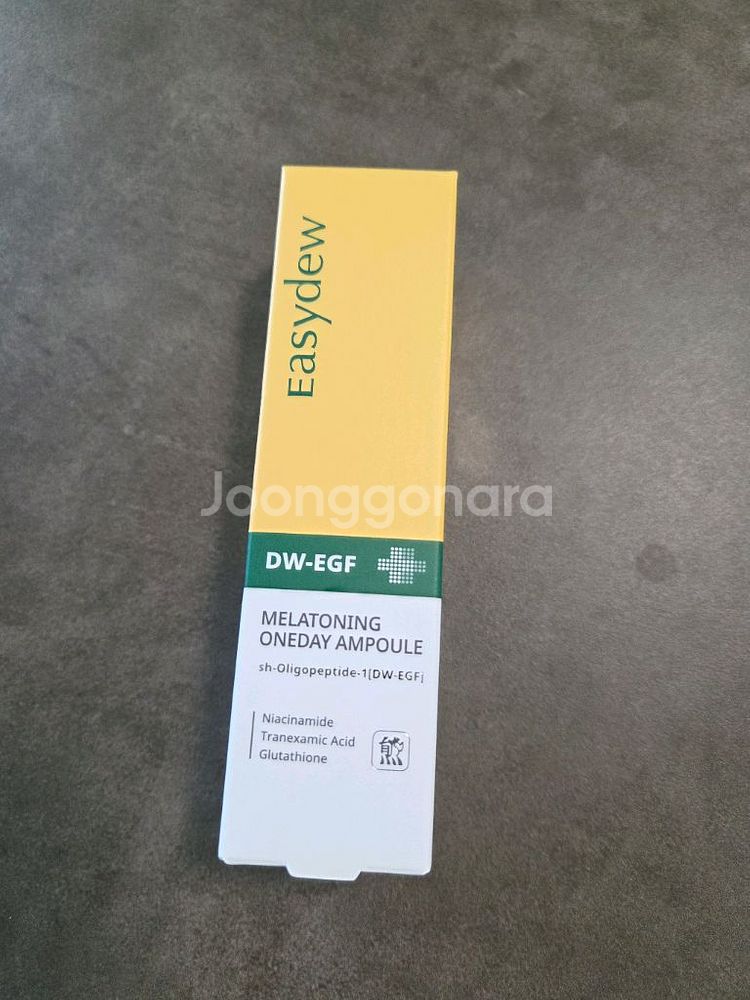 Easydew
Joonggonara
DW-EGF
MELATONING
ONEDAY AMPOULE
sh-Oligopeptide-1[DW-EGF]
Niacinamide
Tranexamic Acid
Glutathione